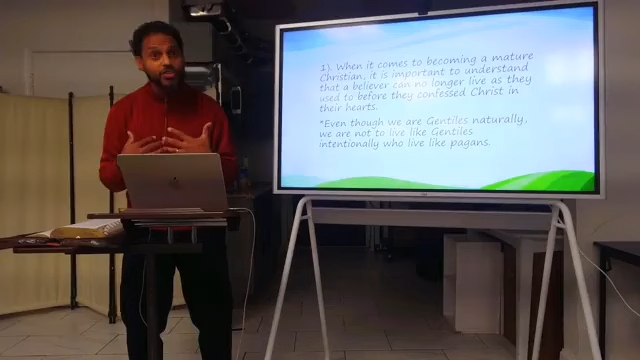 1). When it comes to becoming a mature
Christian, it is important to understand
that a believer can no longer live as they
used to before they confessed Christ in
their hearts.
*Even though we are Gentiles naturally,
we are not to live like Gentiles
intentionally who live like pagans.